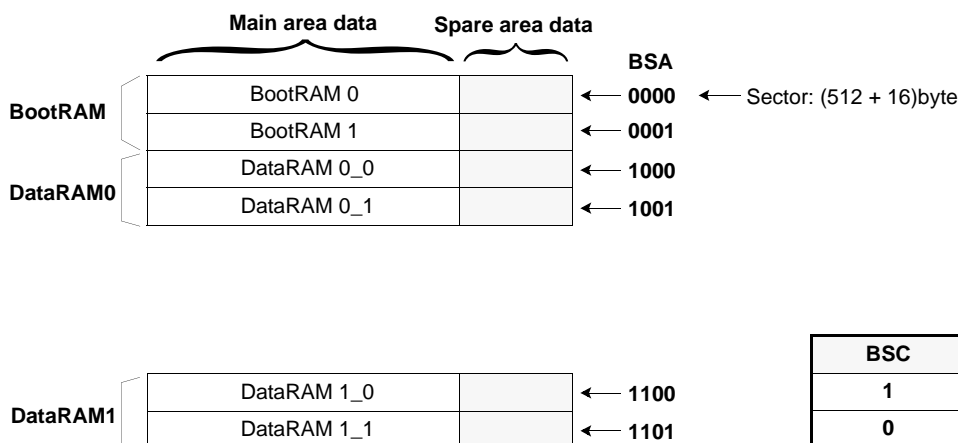 Main area data Spare area data
BSA
BootRAM
BootRAM 0 0000 Sector: (512 + 16)byte
BootRAM 1 0001
DataRAM0
DataRAM 0_0 1000
DataRAM 0_1 1001
BSC
DataRAM1
DataRAM 1_0 1100 1
DataRAM 1_1 1101 0